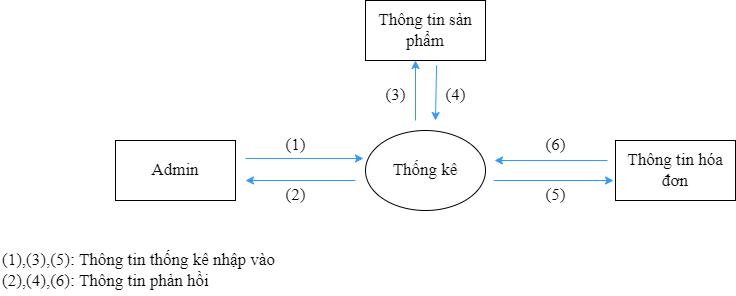 Thông tin sản
phẩm
(3)
(4)
(1)
(6)
Admin
Thống kê
Thông tin hóa
đơn
(2)
(5)
(1),(3),(5): Thông tin thống kê nhập vào
(2),(4),(6): Thông tin phản hồi